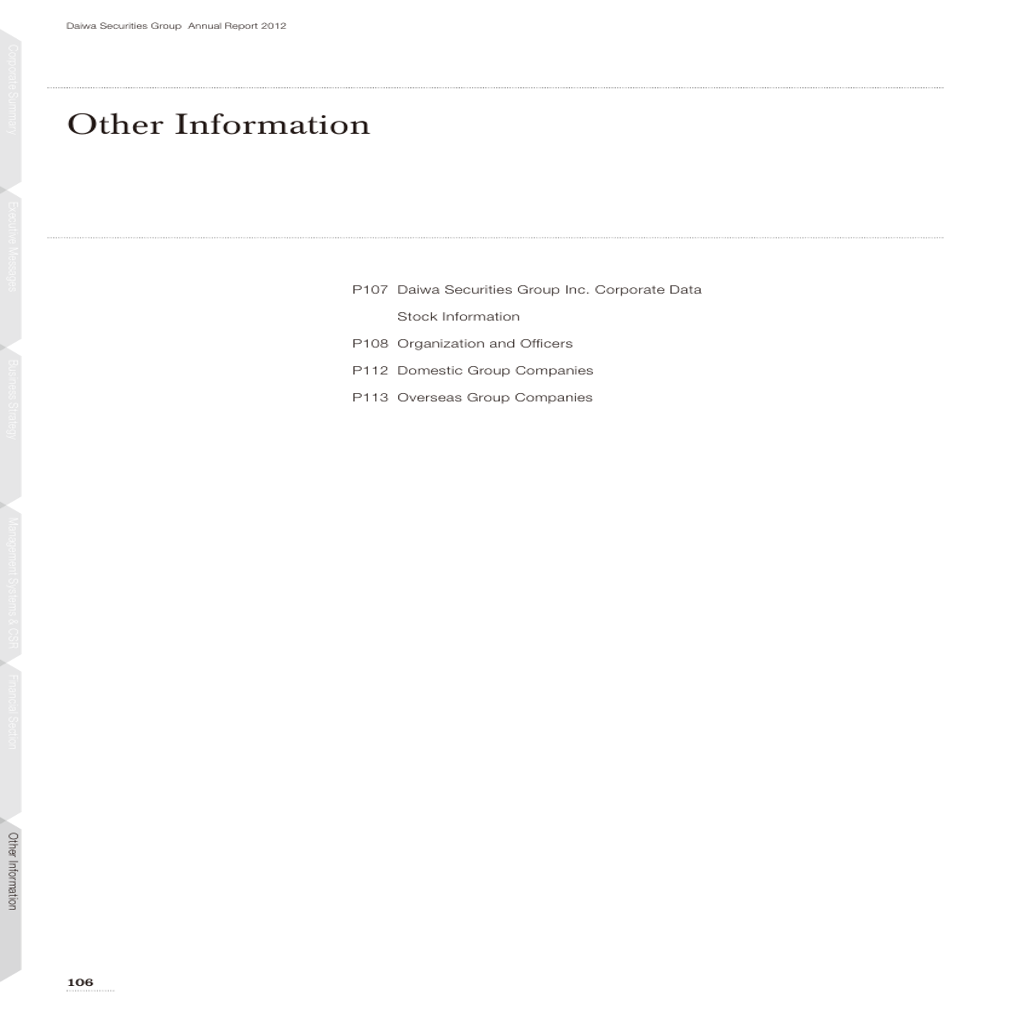 Daiwa Securities Group Annual Report 2012
Other Information
P107 Daiwa Securities Group Inc. Corporate Data
Stock Information
P108 Organization and Officers
P112 Domestic Group Companies
P113 Overseas Group Companies
Corporate Summary
Executive Messages
Business Strategy
Management Systems & CSR
Financial Section
Other Information
106